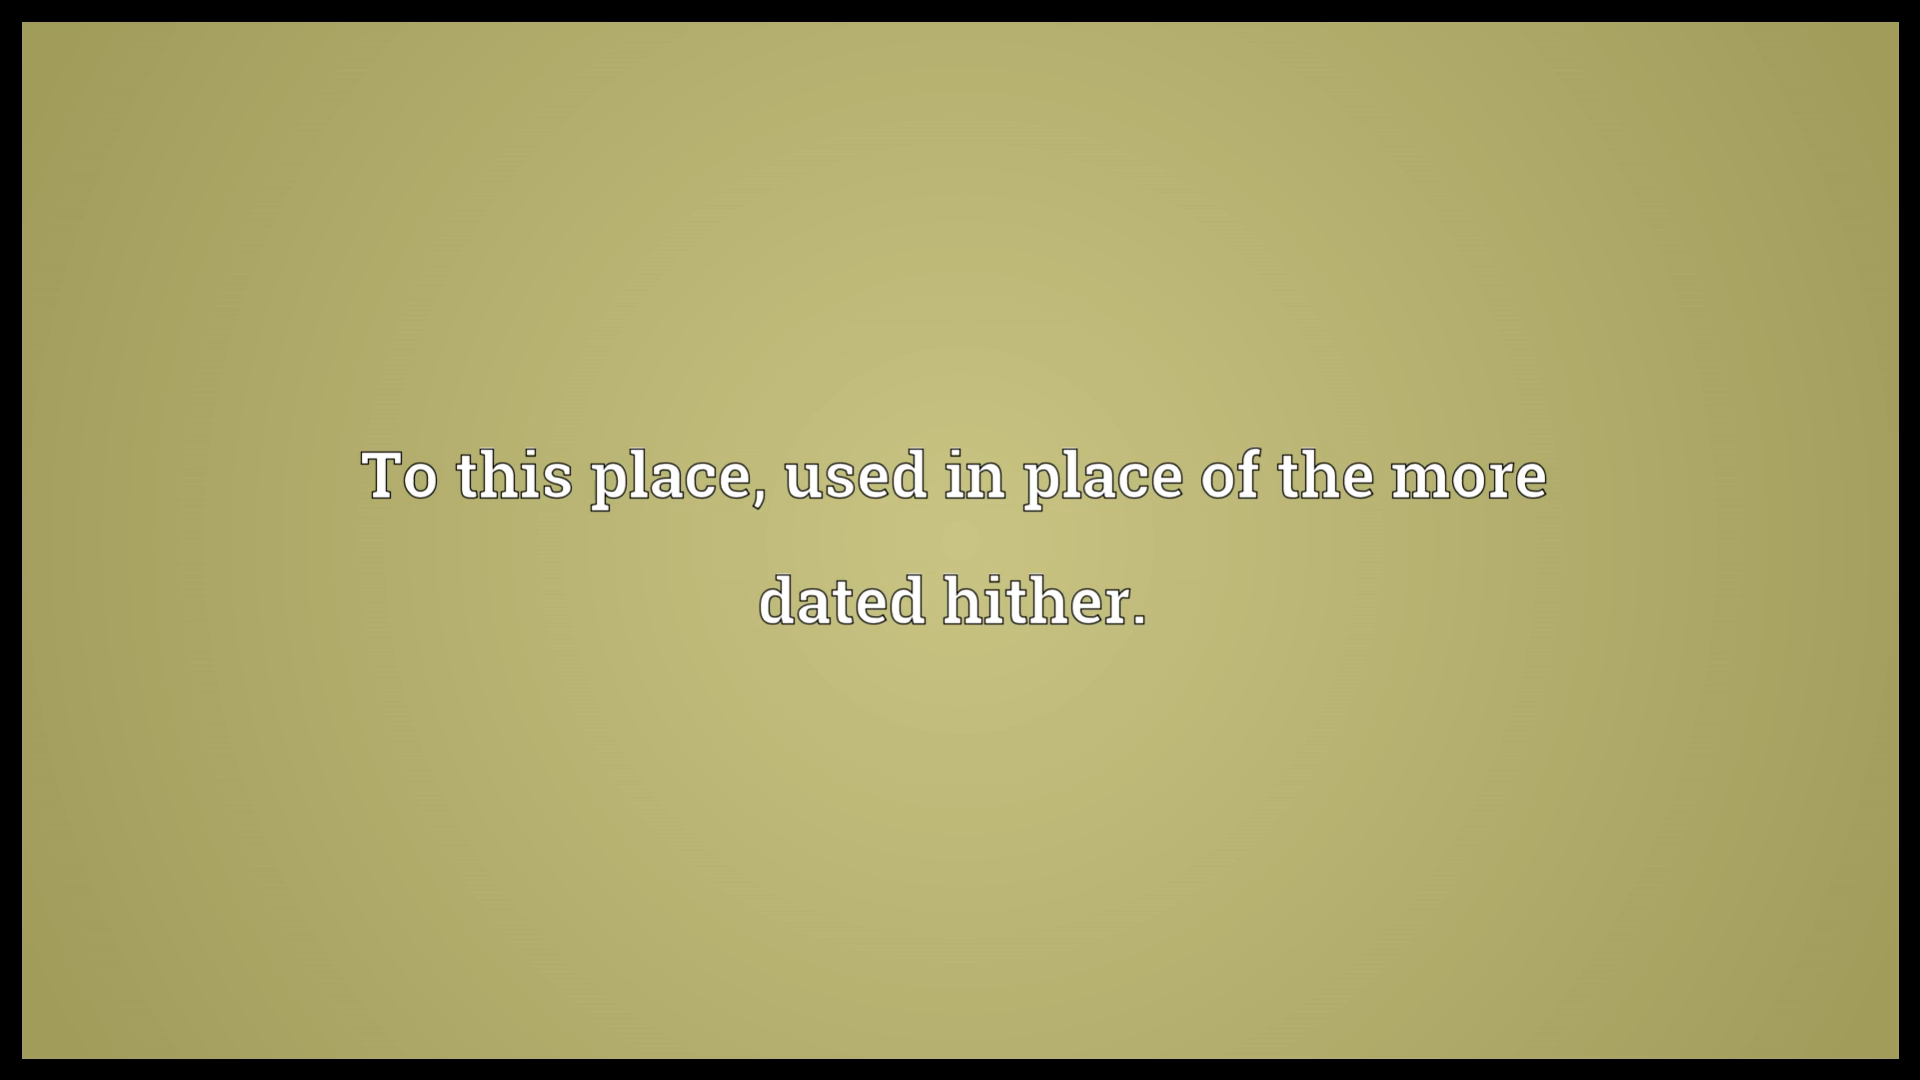 To this place, used in place of the more
dated hither.